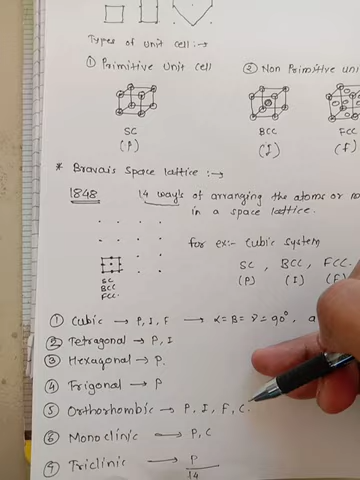 Types of unit cell :→
① Primitive Unit Cell ② Non Primitive uni
SC BCC FCC
(P) (I) (F)
* Bravais Space lattice :→
1848 14 way's of arranging the atoms or
in a space lattice.
for ex:- Cubic system
SC , BCC , FCC.
(P) (I) (F)
SC
BCC
FCC.
① Cubic → P, I, F → α = β = γ = 90°, a
② Tetragonal → P, I
③ Hexagonal → P.
④ Trigonal → P
⑤ Orthorhombic → P, I, F, C.
⑥ Monoclinic → P, C
⑦ Triclinic → P
14